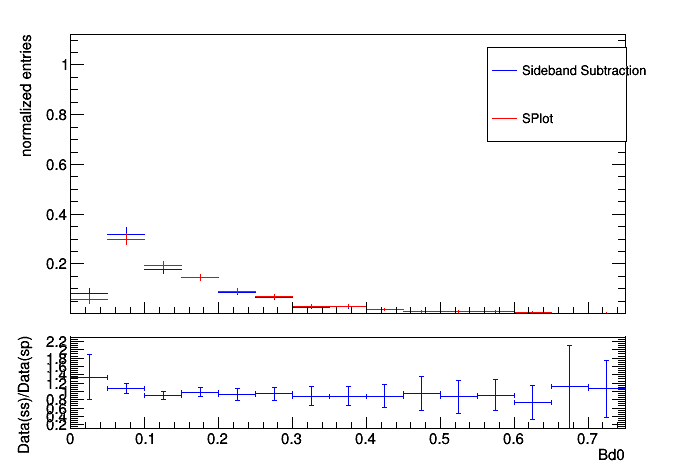 normalized entries
1
0.8
0.6
0.4
0.2
Sideband Subtraction
SPlot
Data(ss)/Data(sp)
2.2
2
1.8
1.6
1.4
1.2
1
0.8
0.6
0.4
0.2
0 0.1 0.2 0.3 0.4 0.5 0.6 0.7
Bd0